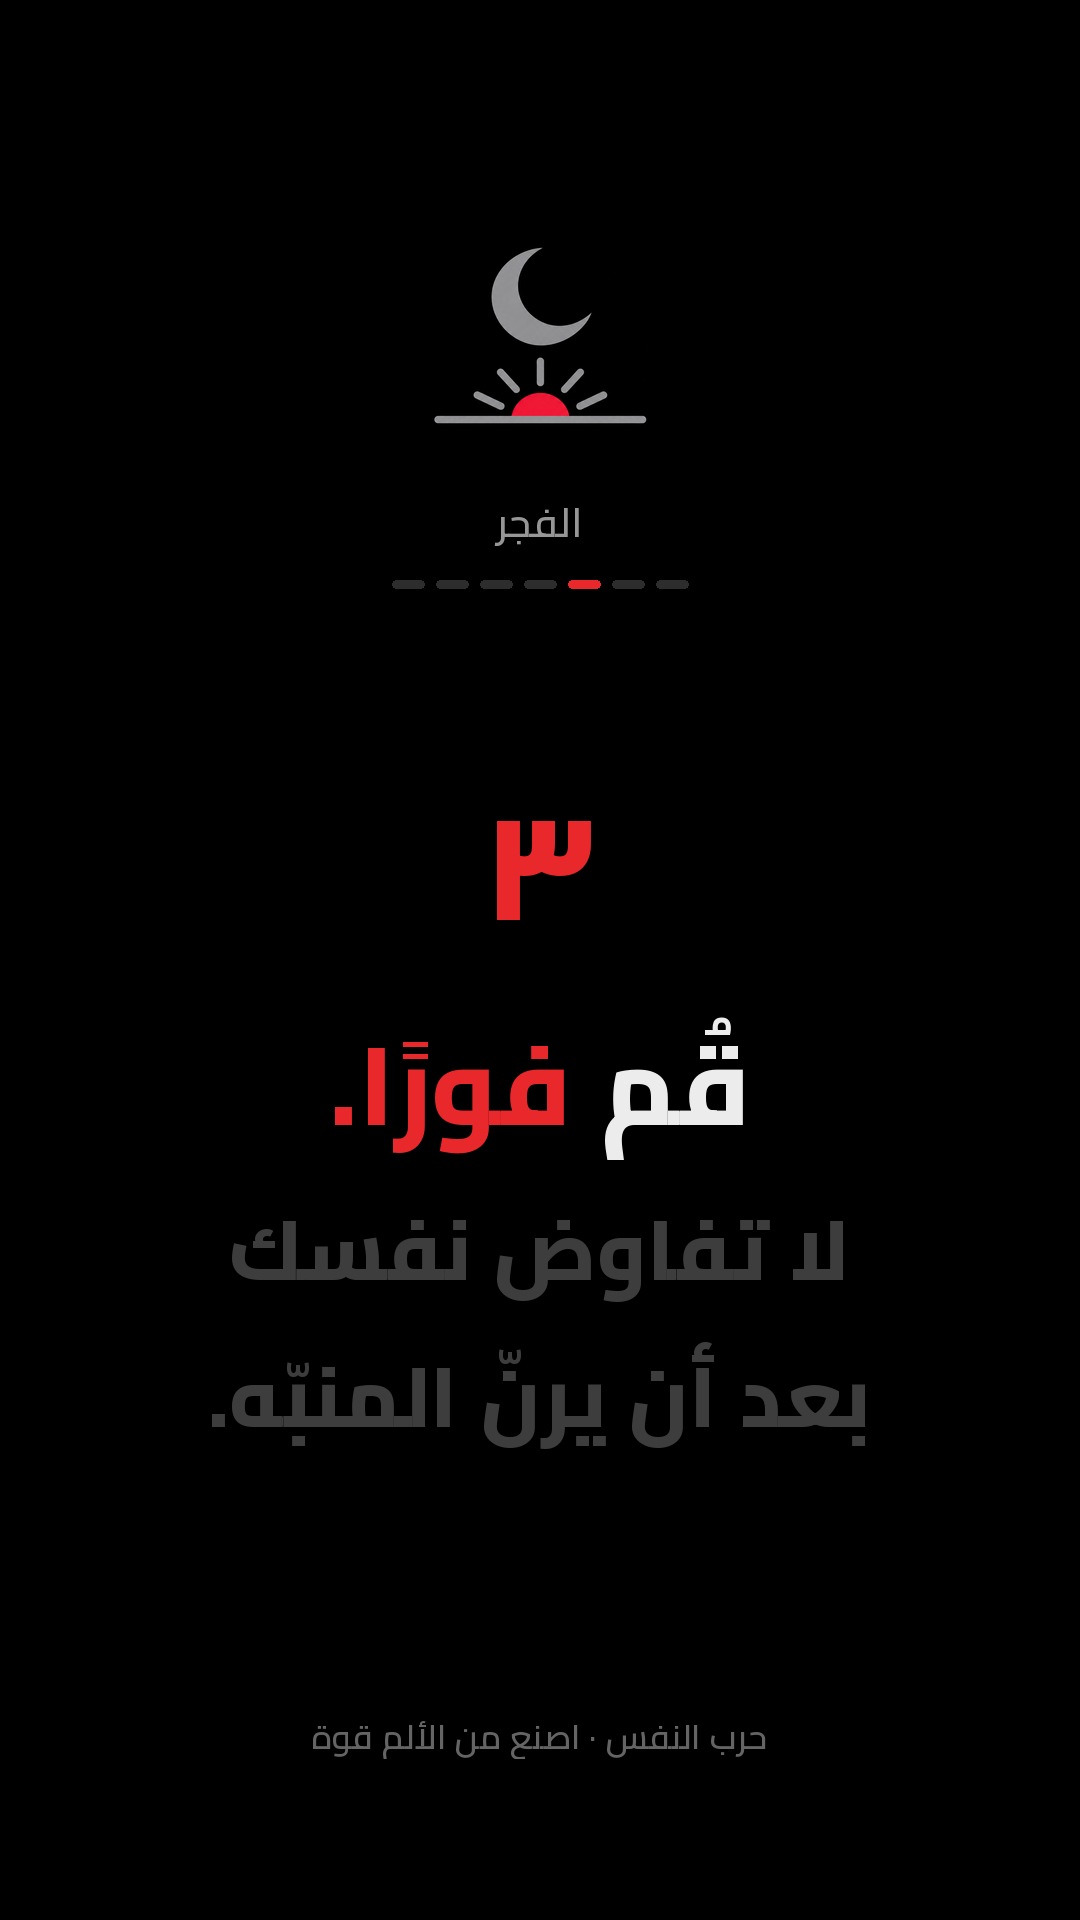 الفجر
٣
قُم فورًا.
لا تفاوض نفسك
بعد أن يرنّ المنبّه.
حرب النفس · اصنع من الألم قوة